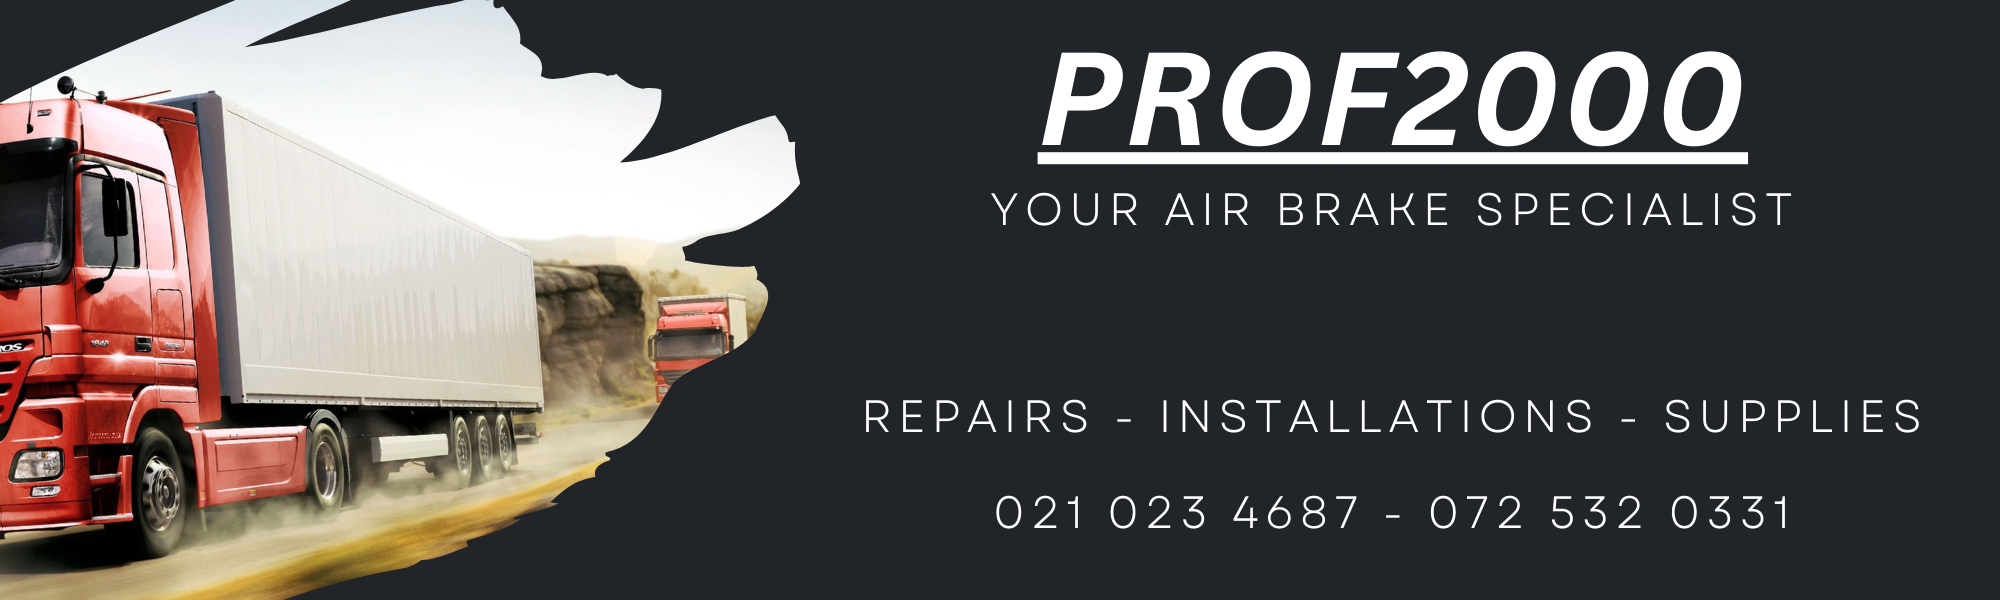 PROF2000
YOUR AIR BRAKE SPECIALIST
REPAIRS - INSTALLATIONS - SUPPLIES
021 023 4687 - 072 532 0331